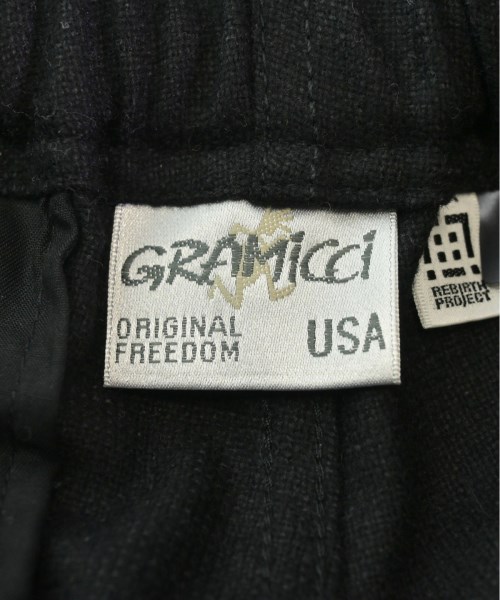 GRAMiCCi
ORIGINAL
FREEDOM
USA
REBIRTH
PROJECT